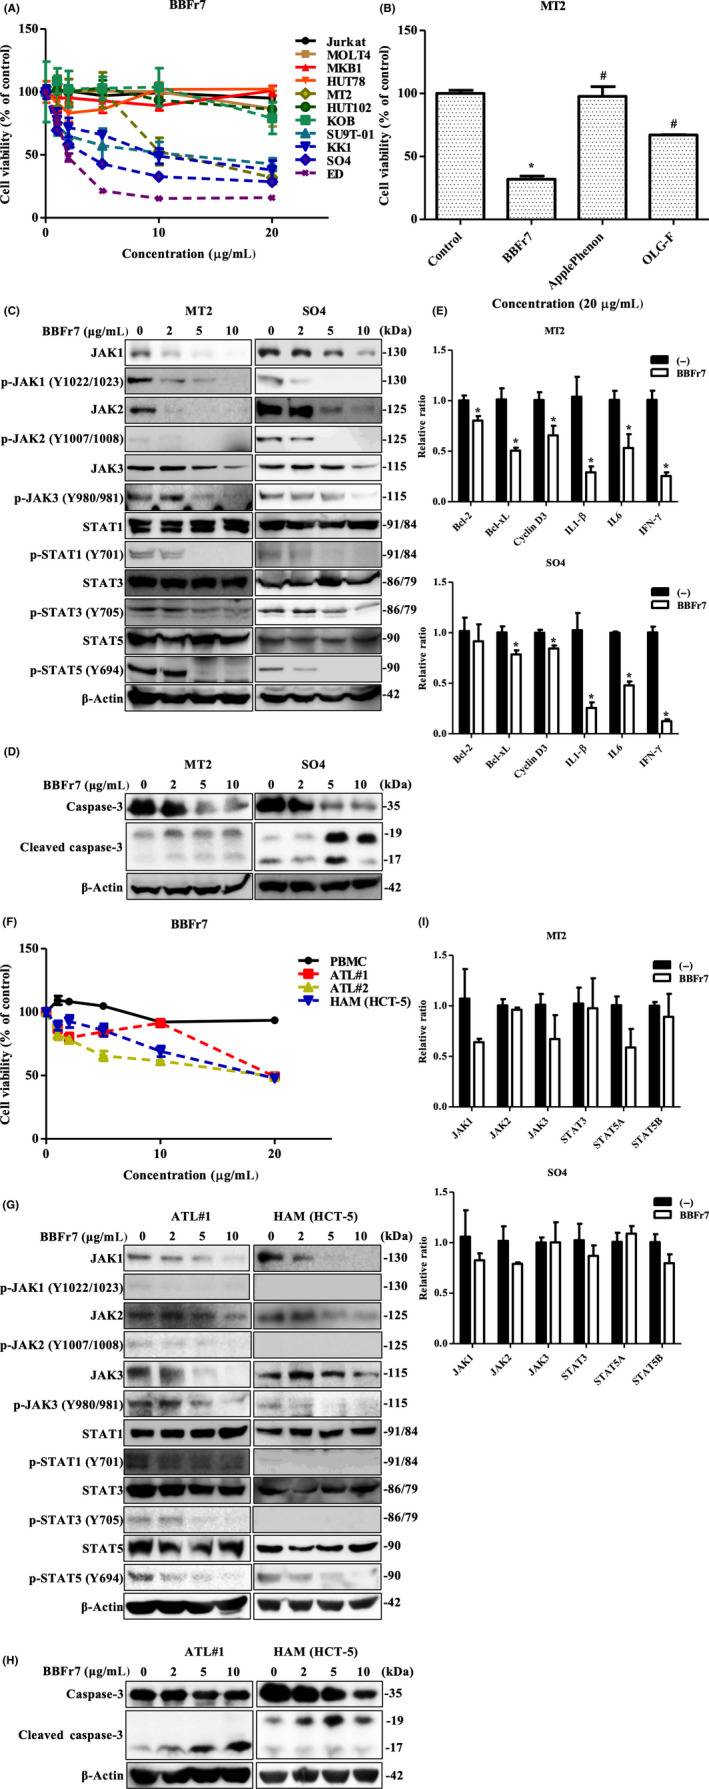 (A)
BBFr7
Cell viability (% of control)
150
100
50
0
0
10
20
Concentration (µg/mL)
Jurkat
MOLT4
MKB1
HUT78
MT2
HUT102
KOB
SU9T-01
KK1
SO4
ED
(B)
MT2
Cell viability (% of control)
150
100
50
0
*
#
#
Control
BBFr7
ApplePhenon
OLG-F
Concentration (20 µg/mL)
(C)
MT2 SO4
BBFr7 (µg/mL) 0 2 5 10 0 2 5 10 (kDa)
JAK1 -130
p-JAK1 (Y1022/1023) -130
JAK2 -125
p-JAK2 (Y1007/1008) -125
JAK3 -115
p-JAK3 (Y980/981) -115
STAT1 -91/84
p-STAT1 (Y701) -91/84
STAT3 -86/79
p-STAT3 (Y705) -86/79
STAT5 -90
p-STAT5 (Y694) -90
β-Actin -42
(E)
MT2
Relative ratio
1.5
1.0
0.5
0.0
(−)
BBFr7
* * * * * *
Bcl-2 Bcl-xL Cyclin D3 IL1-β IL6 IFN-γ
SO4
Relative ratio
1.5
1.0
0.5
0.0
(−)
BBFr7
* * * * *
Bcl-2 Bcl-xL Cyclin D3 IL1-β IL6 IFN-γ
(D)
MT2 SO4
BBFr7 (µg/mL) 0 2 5 10 0 2 5 10 (kDa)
Caspase-3 -35
Cleaved caspase-3 -19
-17
β-Actin -42
(F)
BBFr7
Cell viability (% of control)
150
100
50
0
0
10
20
Concentration (µg/mL)
PBMC
ATL#1
ATL#2
HAM (HCT-5)
(I)
MT2
Relative ratio
1.5
1.0
0.5
0.0
(−)
BBFr7
JAK1 JAK2 JAK3 STAT3 STAT5A STAT5B
SO4
Relative ratio
1.5
1.0
0.5
0.0
(−)
BBFr7
JAK1 JAK2 JAK3 STAT3 STAT5A STAT5B
(G)
ATL#1 HAM (HCT-5)
BBFr7 (µg/mL) 0 2 5 10 0 2 5 10 (kDa)
JAK1 -130
p-JAK1 (Y1022/1023) -130
JAK2 -125
p-JAK2 (Y1007/1008) -125
JAK3 -115
p-JAK3 (Y980/981) -115
STAT1 -91/84
p-STAT1 (Y701) -91/84
STAT3 -86/79
p-STAT3 (Y705) -86/79
STAT5 -90
p-STAT5 (Y694) -90
β-Actin -42
(H)
ATL#1 HAM (HCT-5)
BBFr7 (µg/mL) 0 2 5 10 0 2 5 10 (kDa)
Caspase-3 -35
Cleaved caspase-3 -19
-17
β-Actin -42